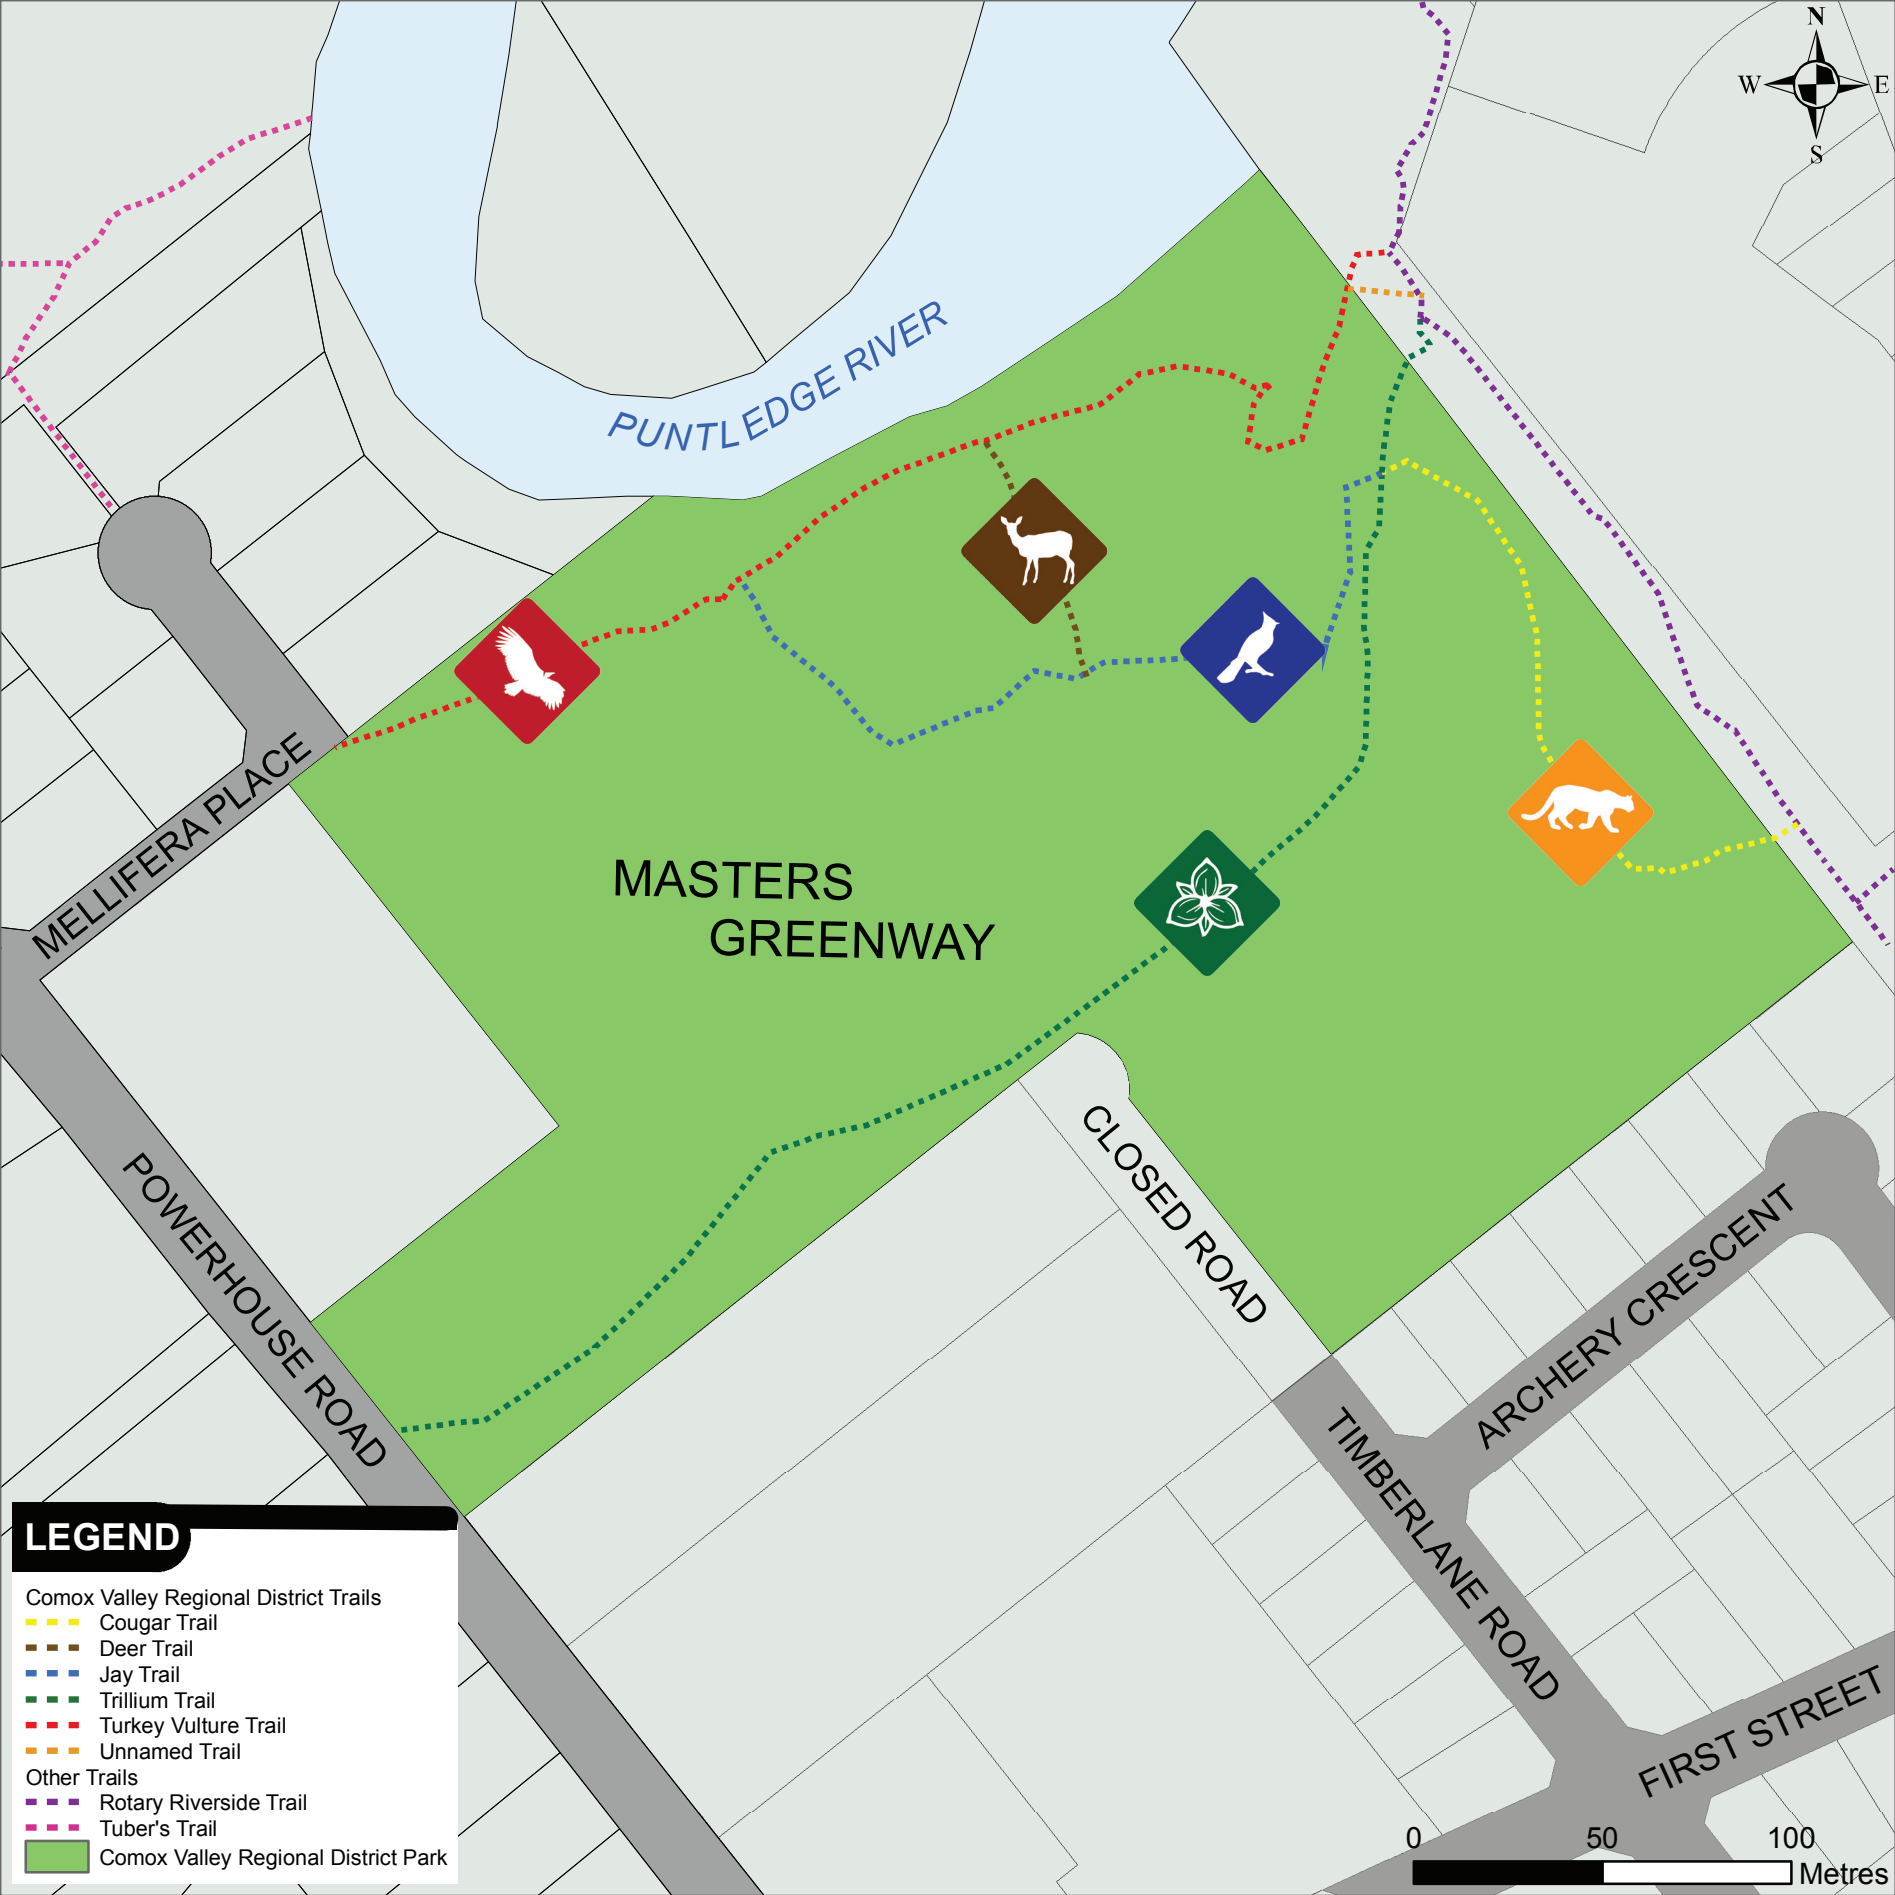 N
W E
S
PUNTLEDGE RIVER
MELLIFERA PLACE
MASTERS
GREENWAY
POWERHOUSE ROAD
CLOSED ROAD
ARCHERY CRESCENT
TIMBERLANE ROAD
FIRST STREET
LEGEND
Comox Valley Regional District Trails
Cougar Trail
Deer Trail
Jay Trail
Trillium Trail
Turkey Vulture Trail
Unnamed Trail
Other Trails
Rotary Riverside Trail
Tuber's Trail
Comox Valley Regional District Park
0 50 100
Metres